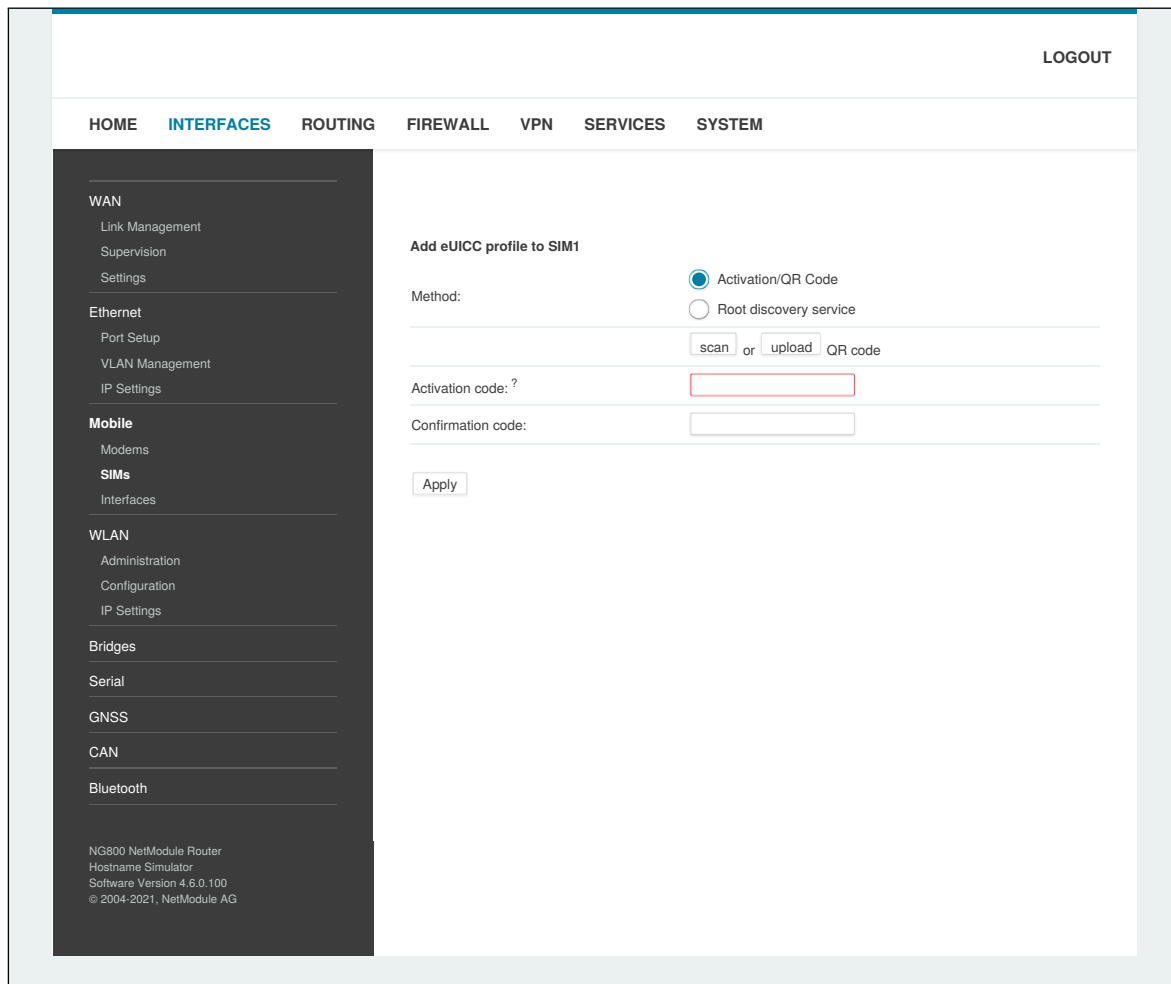 LOGOUT
HOME INTERFACES ROUTING FIREWALL VPN SERVICES SYSTEM
WAN
Link Management
Supervision
Settings
Ethernet
Port Setup
VLAN Management
IP Settings
Mobile
Modems
SIMs
Interfaces
WLAN
Administration
Configuration
IP Settings
Bridges
Serial
GNSS
CAN
Bluetooth
NG800 NetModule Router
Hostname Simulator
Software Version 4.6.0.100
© 2004-2021, NetModule AG
Add eUICC profile to SIM1
Method:
Activation/QR Code
Root discovery service
scan or upload QR code
Activation code: ?
Confirmation code:
Apply